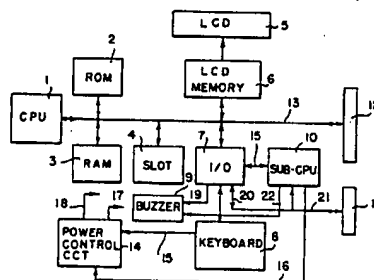 LCD
5
2
ROM
LCD
MEMORY
6
1
CPU
13
12
3
RAM
4
SLOT
7
I/O
15
10
SUB-CPU
9
BUZZER
19
20
22
21
18
17
POWER
CONTROL
CCT
14
15
KEYBOARD
8
16